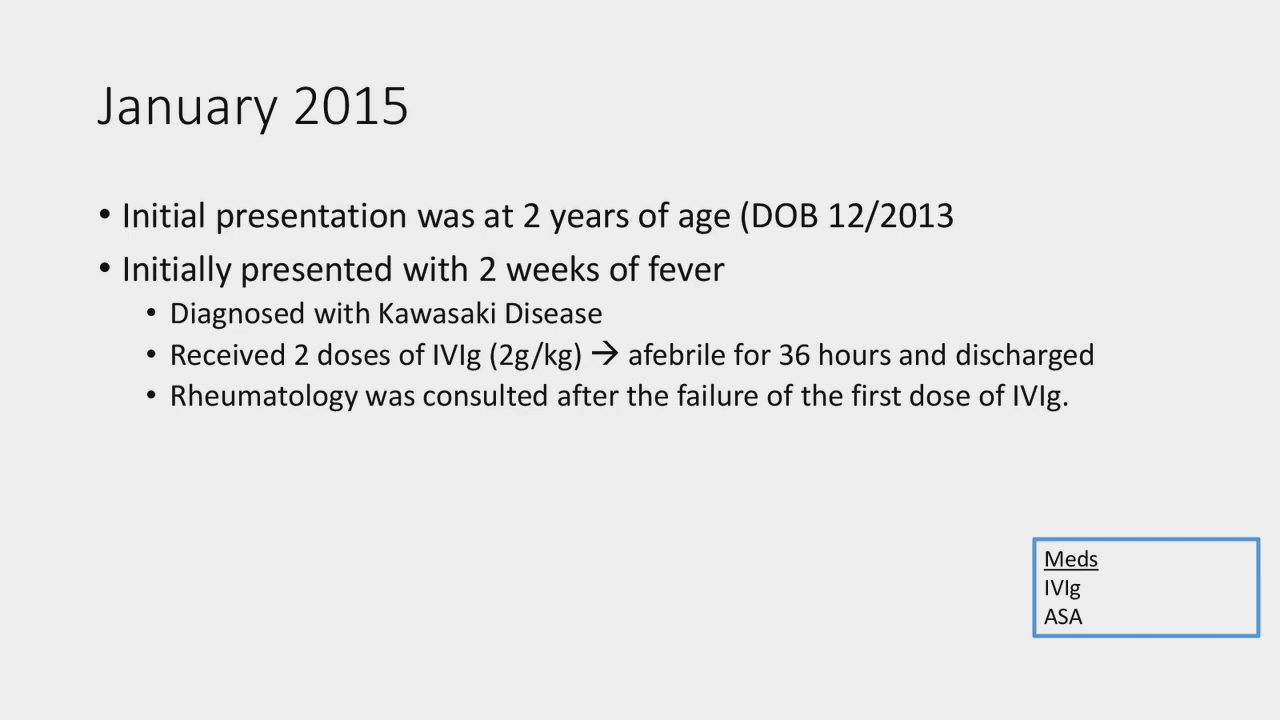 January 2015
• Initial presentation was at 2 years of age (DOB 12/2013
• Initially presented with 2 weeks of fever
• Diagnosed with Kawasaki Disease
• Received 2 doses of IVIg (2g/kg) → afebrile for 36 hours and discharged
• Rheumatology was consulted after the failure of the first dose of IVIg.
Meds
IVIg
ASA